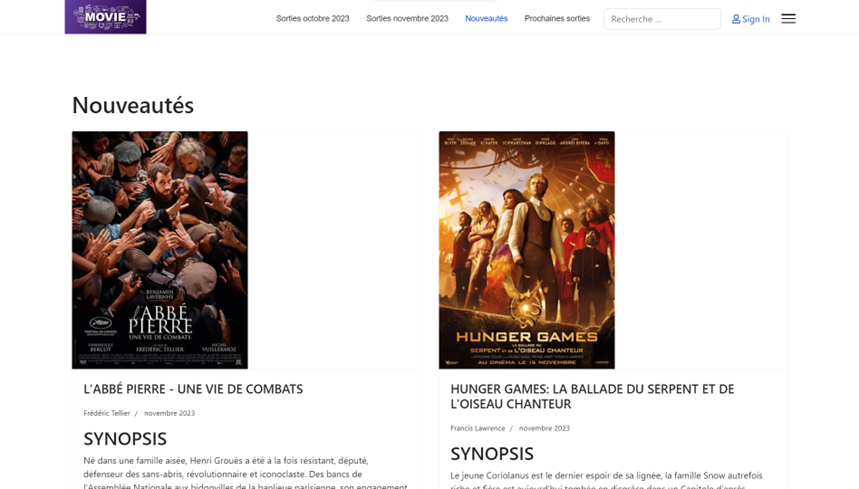 MOVIE
Sorties octobre 2023
Sorties novembre 2023
Nouveautés
Prochaines sorties
Recherche ...
Sign In
Nouveautés
BENJAMIN
LAVERNHE
L'ABBÉ
PIERRE
UNE VIE DE COMBATS
FESTIVAL DE CANNES
EMMANUELLE
BERCOT
FRÉDÉRIC TELLIER
MICHEL
VUILLERMOZ
HUNGER GAMES
LA BALLADE DU
SERPENT ET DE L'OISEAU CHANTEUR
AU CINÉMA LE 15 NOVEMBRE
L'ABBÉ PIERRE - UNE VIE DE COMBATS
Frédéric Tellier / novembre 2023
SYNOPSIS
Né dans une famille aisée, Henri Grouès a été à la fois résistant, député,
défenseur des sans-abris, révolutionnaire et iconoclaste. Des bancs de
l'Assemblée Nationale aux bidonvilles de la banlieue parisienne, son engagement
HUNGER GAMES: LA BALLADE DU SERPENT ET DE
L'OISEAU CHANTEUR
Francis Lawrence / novembre 2023
SYNOPSIS
Le jeune Coriolanus est le dernier espoir de sa lignée, la famille Snow autrefois
riche et fière est aujourd'hui tombée en disgrâce dans un Capitole d'après